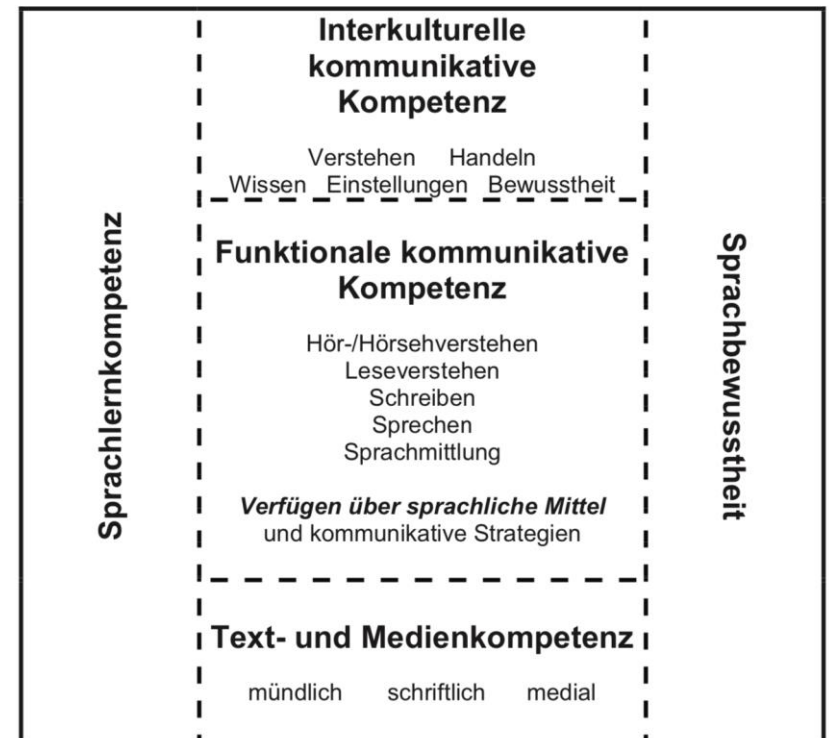 Sprachlernkompetenz
Interkulturelle
kommunikative
Kompetenz
Verstehen Handeln
Wissen Einstellungen Bewusstheit
Funktionale kommunikative
Kompetenz
Hör-/Hörsehverstehen
Leseverstehen
Schreiben
Sprechen
Sprachmittlung
Verfügen über sprachliche Mittel
und kommunikative Strategien
Text- und Medienkompetenz
mündlich schriftlich medial
Sprachbewusstheit